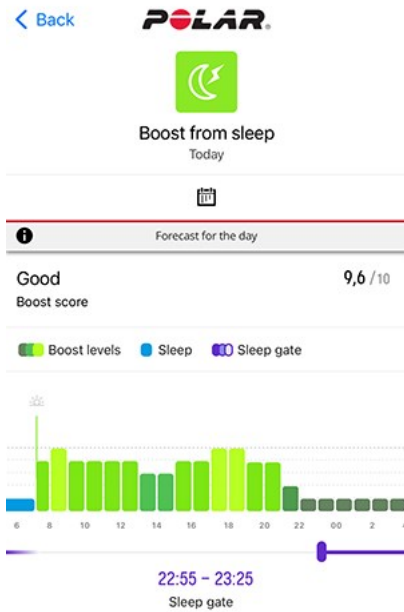 Back
POLAR.
Boost from sleep
Today
Forecast for the day
Good 9,6 /10
Boost score
Boost levels Sleep Sleep gate
6 8 10 12 14 16 18 20 22 00 2
22:55 – 23:25
Sleep gate